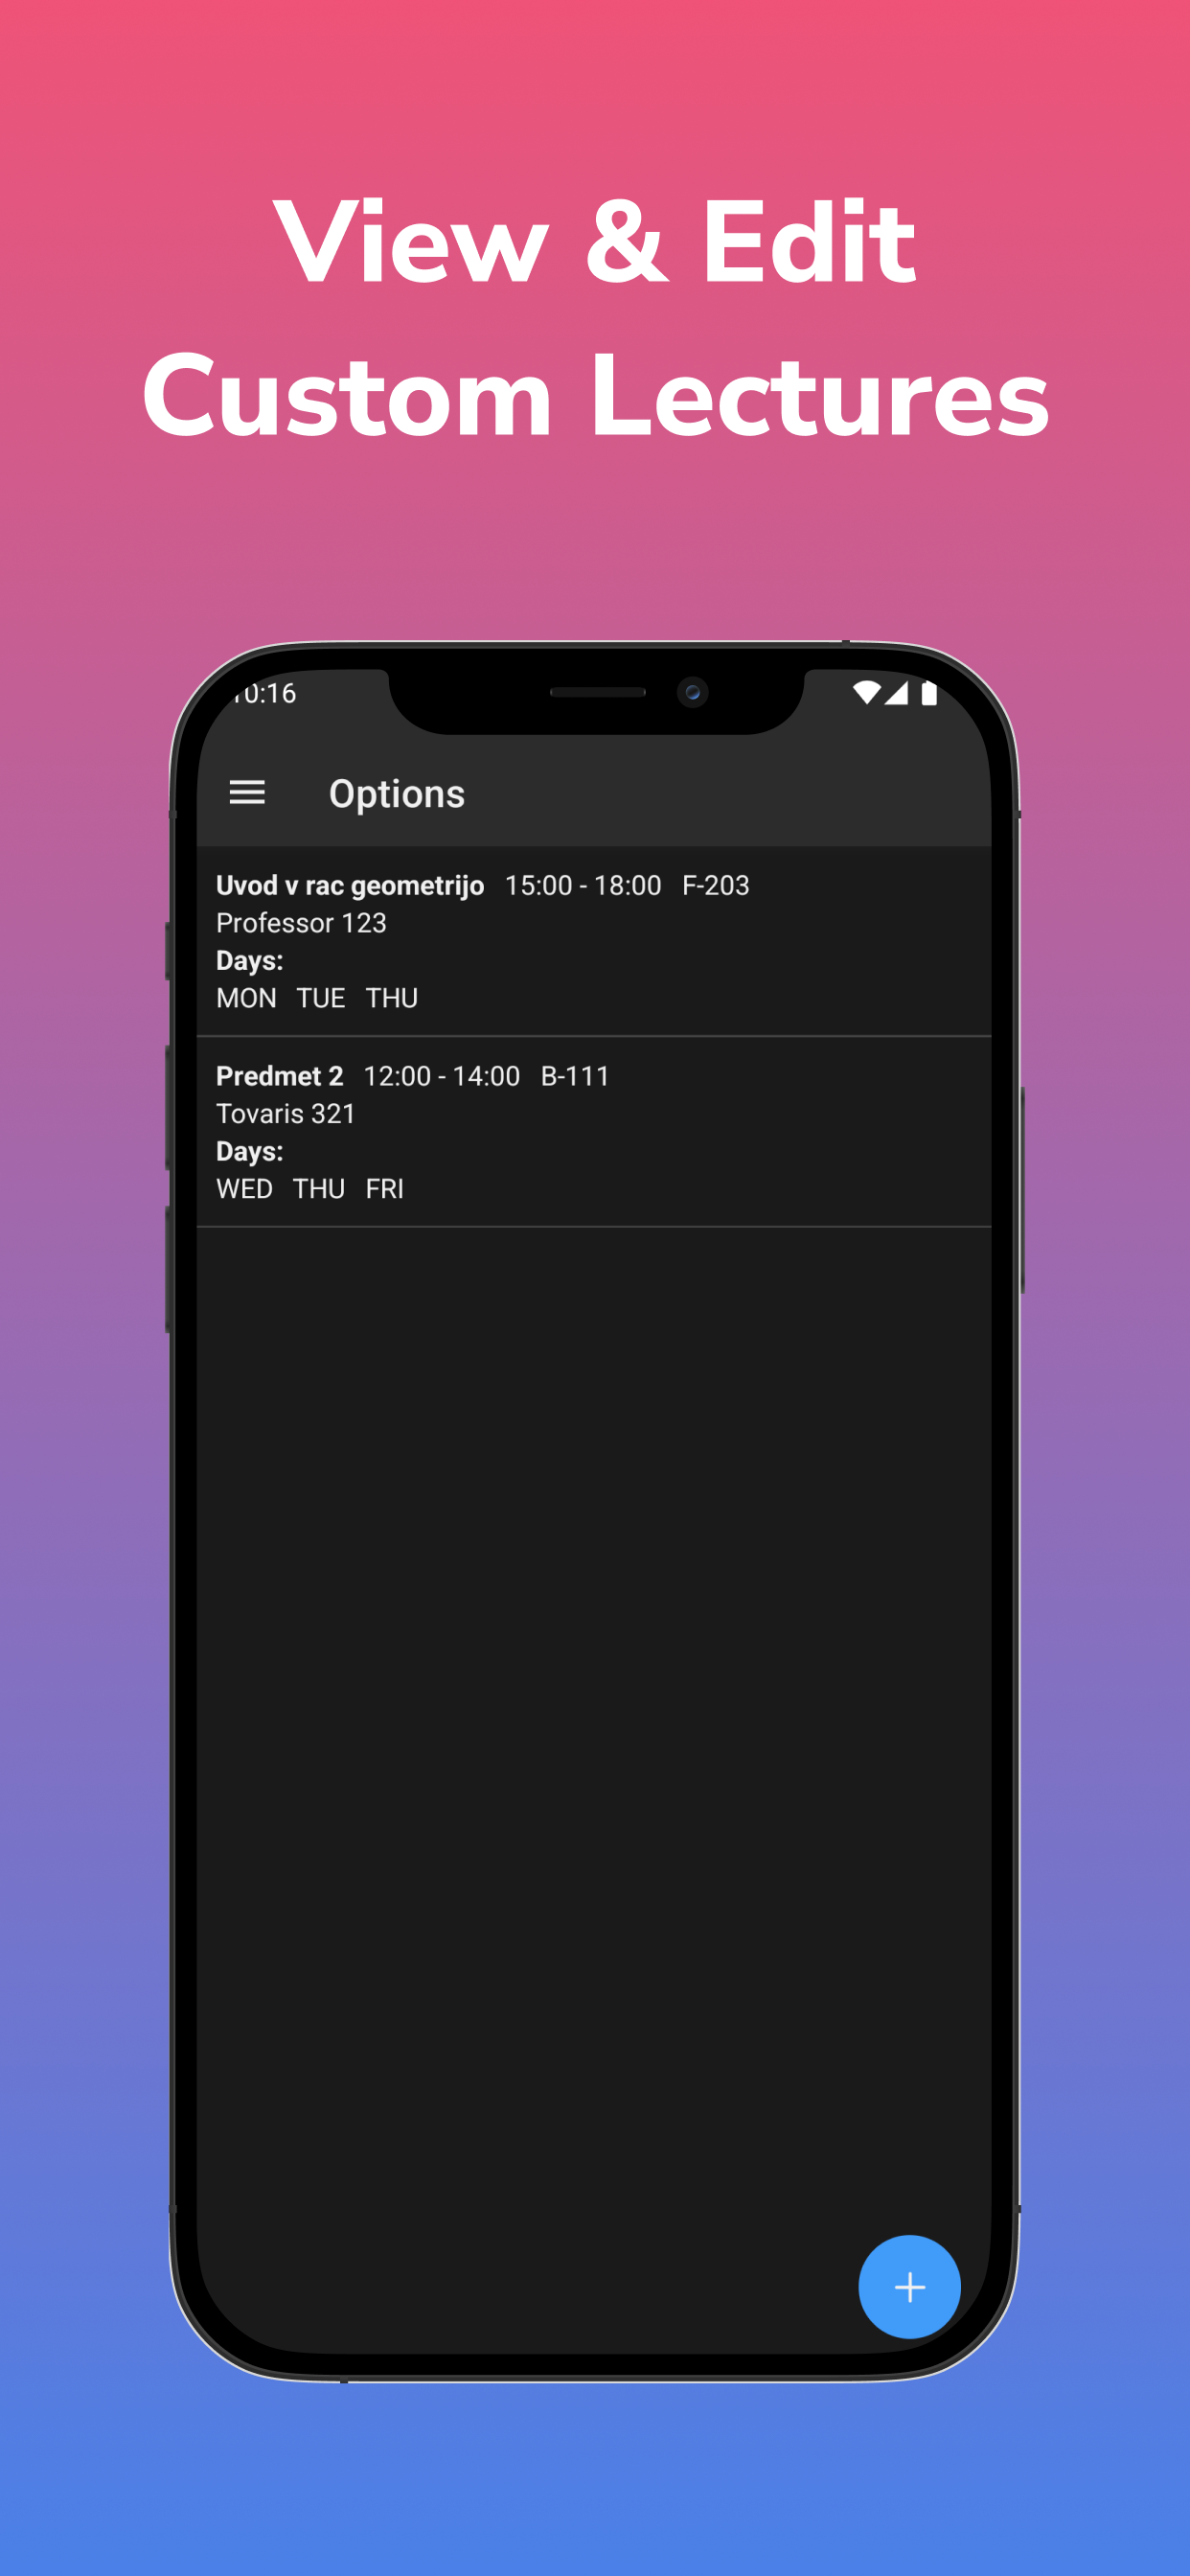 View & Edit
Custom Lectures
10:16
Options
Uvod v rac geometrijo 15:00 - 18:00 F-203
Professor 123
Days:
MON TUE THU
Predmet 2 12:00 - 14:00 B-111
Tovaris 321
Days:
WED THU FRI